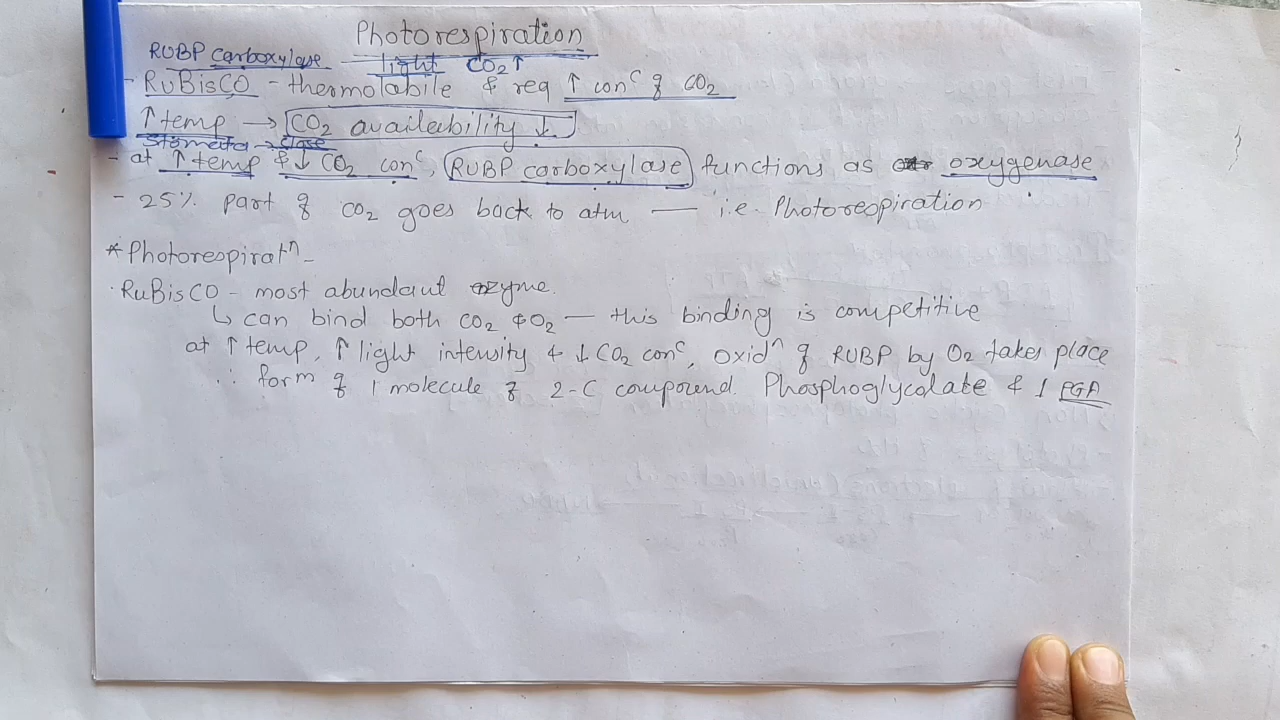 Photorespiration
RUBP carboxylase light CO₂↑
- RuBisCO - thermolabile & req ↑ conᶜ of CO₂
↑ temp → CO₂ availability ↓
Stomata → close
- at ↑ temp & ↓ CO₂ conᶜ, RUBP carboxylase functions as oxygenase
- 25% part of CO₂ goes back to atm — i.e. Photorespiration
* Photorespiratⁿ -
· RuBisCO - most abundant enzyme.
↳ can bind both CO₂ & O₂ — this binding is competitive
at ↑ temp, ↑ light intensity & ↓ CO₂ conᶜ, oxidⁿ of RUBP by O₂ takes place
∴ form of 1 molecule of 2-C compound. Phosphoglycolate & 1 PGA